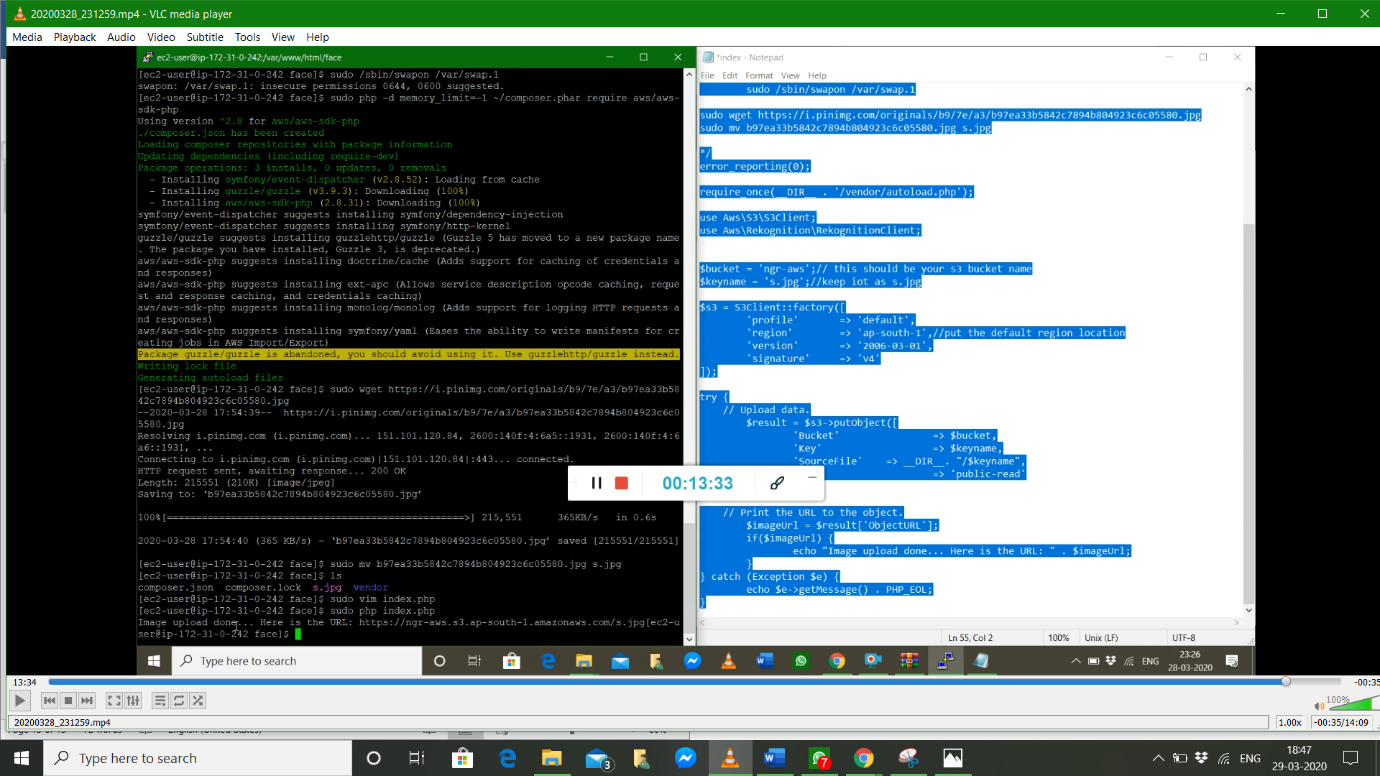 20200328_231259.mp4 - VLC media player
Media Playback Audio Video Subtitle Tools View Help
ec2-user@ip-172-31-0-242:/var/www/html/face
[ec2-user@ip-172-31-0-242 face]$ sudo /sbin/swapon /var/swap.1
swapon: /var/swap.1: insecure permissions 0644, 0600 suggested.
[ec2-user@ip-172-31-0-242 face]$ sudo php -d memory_limit=-1 ~/composer.phar require aws/aws-
sdk-php
Using version ^2.8 for aws/aws-sdk-php
./composer.json has been created
Loading composer repositories with package information
Updating dependencies (including require-dev)
Package operations: 3 installs, 0 updates, 0 removals
- Installing symfony/event-dispatcher (v2.8.52): Loading from cache
- Installing guzzle/guzzle (v3.9.3): Downloading (100%)
- Installing aws/aws-sdk-php (2.8.31): Downloading (100%)
symfony/event-dispatcher suggests installing symfony/dependency-injection
symfony/event-dispatcher suggests installing symfony/http-kernel
guzzle/guzzle suggests installing guzzlehttp/guzzle (Guzzle 5 has moved to a new package name
. The package you have installed, Guzzle 3, is deprecated.)
aws/aws-sdk-php suggests installing doctrine/cache (Adds support for caching of credentials a
nd responses)
aws/aws-sdk-php suggests installing ext-apc (Allows service description opcode caching, reque
st and response caching, and credentials caching)
aws/aws-sdk-php suggests installing monolog/monolog (Adds support for logging HTTP requests a
nd responses)
aws/aws-sdk-php suggests installing symfony/yaml (Eases the ability to write manifests for cr
eating jobs in AWS Import/Export)
Package guzzle/guzzle is abandoned, you should avoid using it. Use guzzlehttp/guzzle instead.
Writing lock file
Generating autoload files
[ec2-user@ip-172-31-0-242 face]$ sudo wget https://i.pinimg.com/originals/b9/7e/a3/b97ea33b58
42c7894b804923c6c05580.jpg
--2020-03-28 17:54:39-- https://i.pinimg.com/originals/b9/7e/a3/b97ea33b5842c7894b804923c6c0
5580.jpg
Resolving i.pinimg.com (i.pinimg.com)... 151.101.120.84, 2600:140f:4:6a5::1931, 2600:140f:4:6
a6::1931, ...
Connecting to i.pinimg.com (i.pinimg.com)|151.101.120.84|:443... connected.
HTTP request sent, awaiting response... 200 OK
Length: 215551 (210K) [image/jpeg]
Saving to: ‘b97ea33b5842c7894b804923c6c05580.jpg’
100%[===================================================>] 215,551 365KB/s in 0.6s
2020-03-28 17:54:40 (365 KB/s) - ‘b97ea33b5842c7894b804923c6c05580.jpg’ saved [215551/215551]
[ec2-user@ip-172-31-0-242 face]$ sudo mv b97ea33b5842c7894b804923c6c05580.jpg s.jpg
[ec2-user@ip-172-31-0-242 face]$ ls
composer.json composer.lock s.jpg vendor
[ec2-user@ip-172-31-0-242 face]$ sudo vim index.php
[ec2-user@ip-172-31-0-242 face]$ sudo php index.php
Image upload done... Here is the URL: https://ngr-aws.s3.ap-south-1.amazonaws.com/s.jpg[ec2-u
ser@ip-172-31-0-242 face]$
*index - Notepad
File Edit Format View Help
sudo /sbin/swapon /var/swap.1
sudo wget https://i.pinimg.com/originals/b9/7e/a3/b97ea33b5842c7894b804923c6c05580.jpg
sudo mv b97ea33b5842c7894b804923c6c05580.jpg s.jpg
*/
error_reporting(0);
require_once(__DIR__ . '/vendor/autoload.php');
use Aws\S3\S3Client;
use Aws\Rekognition\RekognitionClient;
$bucket = 'ngr-aws';// this should be your s3 bucket name
$keyname = 's.jpg';//keep iot as s.jpg
$s3 = S3Client::factory([
'profile' => 'default',
'region' => 'ap-south-1',//put the default region location
'version' => '2006-03-01',
'signature' => 'v4'
]);
try {
// Upload data.
$result = $s3->putObject([
'Bucket' => $bucket,
'Key' => $keyname,
'SourceFile' => __DIR__. "/$keyname",
=> 'public-read'
// Print the URL to the object.
$imageUrl = $result['ObjectURL'];
if($imageUrl) {
echo "Image upload done... Here is the URL: " . $imageUrl;
}
} catch (Exception $e) {
echo $e->getMessage() . PHP_EOL;
}
00:13:33
Ln 55, Col 2 100% Unix (LF) UTF-8
Type here to search
ENG
23:26
28-03-2020
13:34
-00:35
100%
20200328_231259.mp4
1.00x
-00:35/14:09
Type here to search
3
7
ENG
18:47
29-03-2020